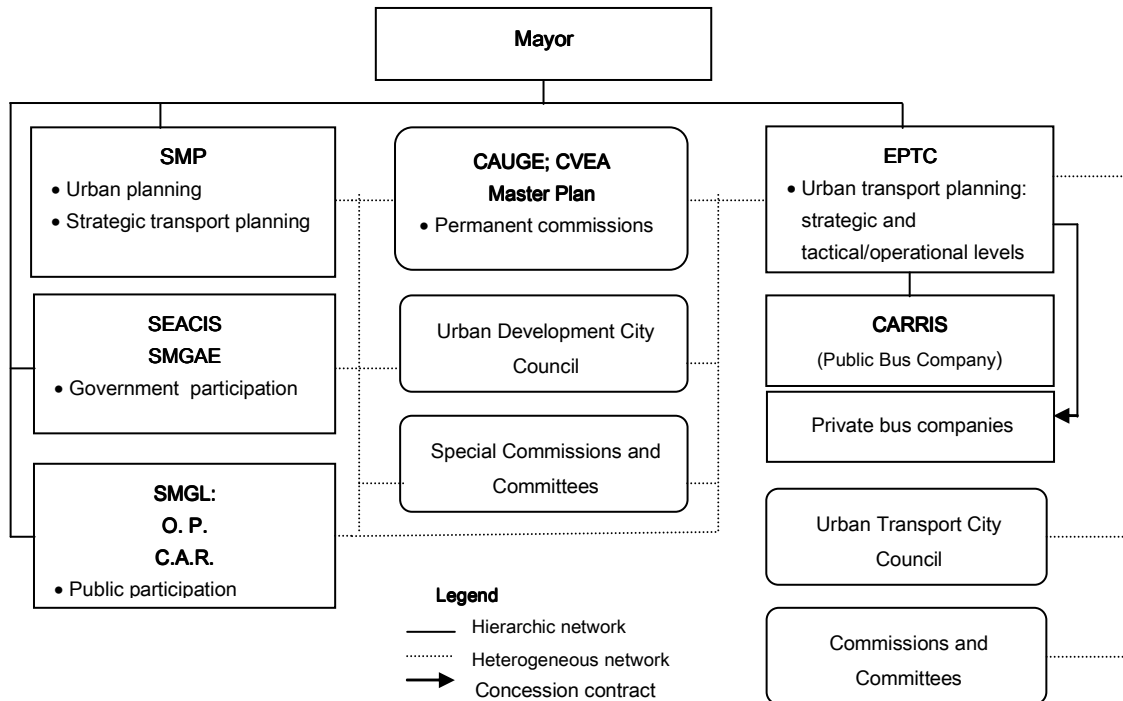 Mayor
SMP
• Urban planning
• Strategic transport planning
CAUGE; CVEA
Master Plan
• Permanent commissions
EPTC
• Urban transport planning:
strategic and
tactical/operational levels
SEACIS
SMGAE
• Government participation
Urban Development City
Council
CARRIS
(Public Bus Company)
Private bus companies
Special Commissions and
Committees
SMGL:
O. P.
C.A.R.
• Public participation
Urban Transport City
Council
Commissions and
Committees
Legend
Hierarchic network
Heterogeneous network
Concession contract